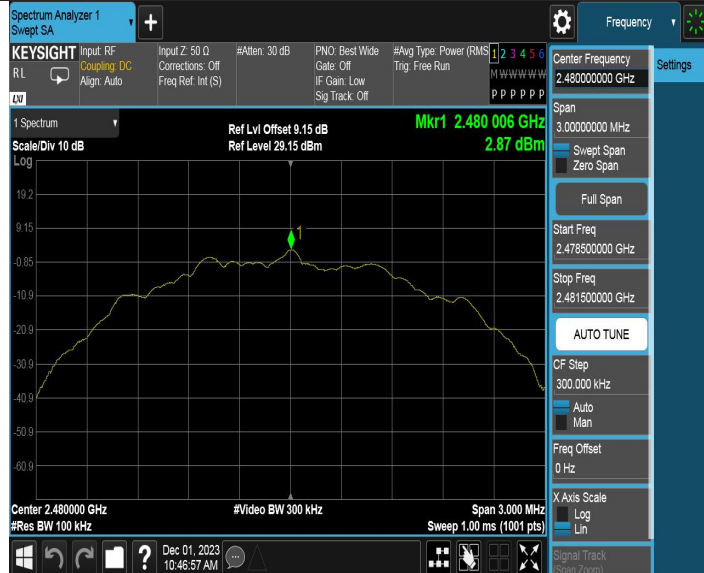 Spectrum Analyzer 1
Swept SA
+
Frequency
KEYSIGHT
RL
LXI
Input: RF
Coupling: DC
Align: Auto
Input Z: 50 Ω
Corrections: Off
Freq Ref: Int (S)
#Atten: 30 dB
PNO: Best Wide
Gate: Off
IF Gain: Low
Sig Track: Off
#Avg Type: Power (RMS
Trig: Free Run
1 2 3 4 5 6
M W W W W W
P P P P P P
1 Spectrum
Scale/Div 10 dB
Log
Ref Lvl Offset 9.15 dB
Ref Level 29.15 dBm
Mkr1 2.480 006 GHz
2.87 dBm
1
19.2
9.15
-0.85
-10.9
-20.9
-30.9
-40.9
-50.9
-60.9
Center 2.480000 GHz
#Res BW 100 kHz
#Video BW 300 kHz
Span 3.000 MHz
Sweep 1.00 ms (1001 pts)
Dec 01, 2023
10:46:57 AM
?
Center Frequency
2.480000000 GHz
Span
3.00000000 MHz
Swept Span
Zero Span
Full Span
Start Freq
2.478500000 GHz
Stop Freq
2.481500000 GHz
AUTO TUNE
CF Step
300.000 kHz
Auto
Man
Freq Offset
0 Hz
X Axis Scale
Log
Lin
Signal Track
(Span Zoom)
Settings